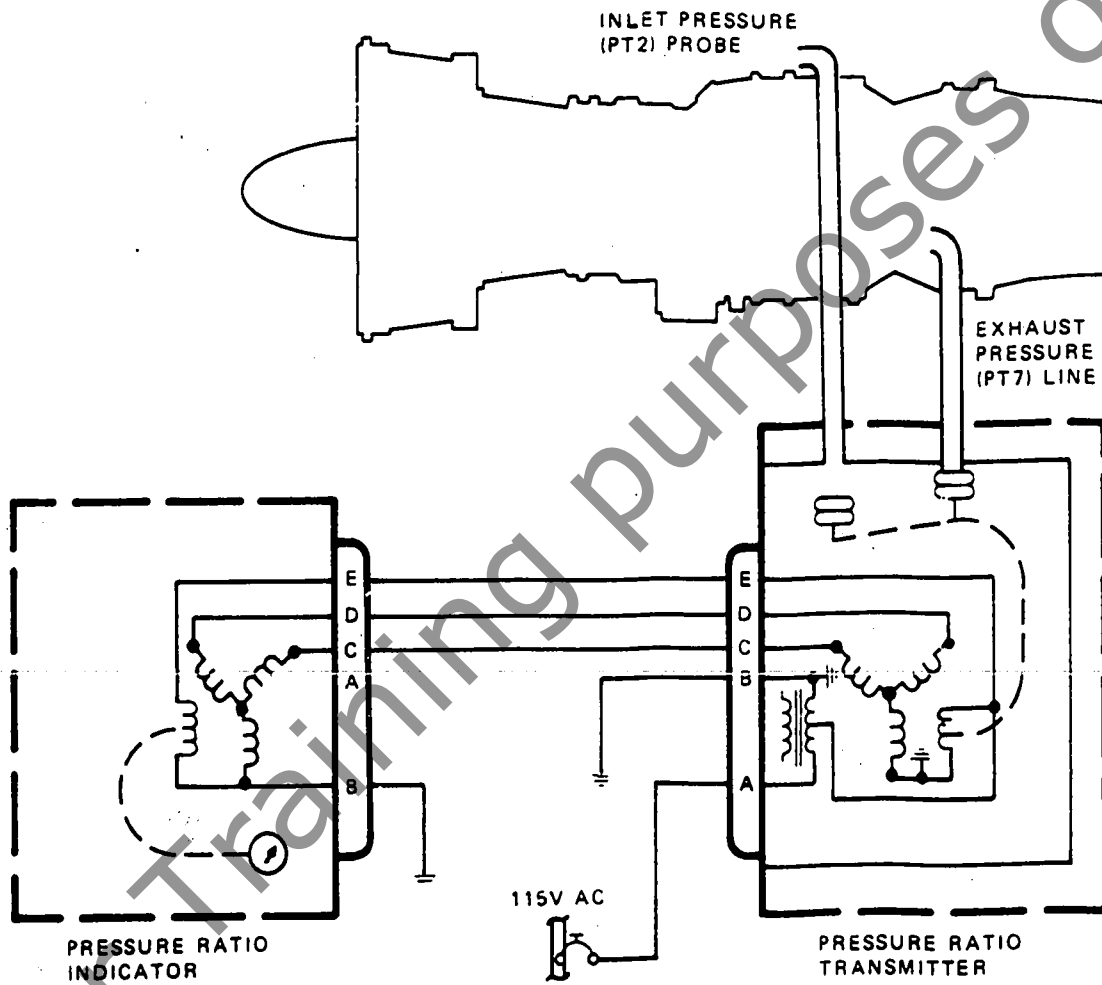 INLET PRESSURE
(PT2) PROBE
EXHAUST
PRESSURE
(PT7) LINE
E
D
C
A
B
E
D
C
B
A
115V AC
PRESSURE RATIO
INDICATOR
PRESSURE RATIO
TRANSMITTER
Training purposes